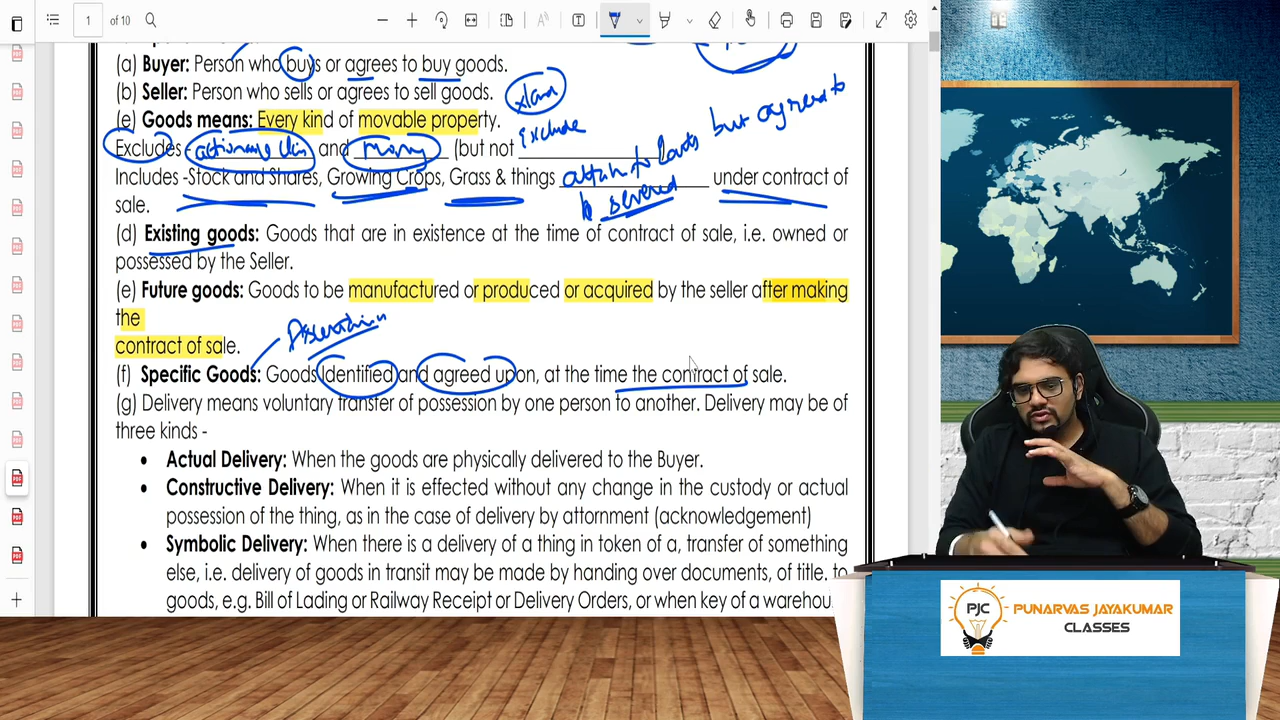 1 of 10
(a) Buyer: Person who buys or agrees to buy goods.
(b) Seller: Person who sells or agrees to sell goods.
(e) Goods means: Every kind of movable property.
exclude
but agreed to
Excludes - actionable claim and money (but not
attach to lands
Includes -Stock and Shares, Growing Crops, Grass & things under contract of
to severed
sale.
(d) Existing goods: Goods that are in existence at the time of contract of sale, i.e. owned or
possessed by the Seller.
(e) Future goods: Goods to be manufactured or produced or acquired by the seller after making
the
contract of sale.
(f) Specific Goods: Goods Identified and agreed upon, at the time the contract of sale.
(g) Delivery means voluntary transfer of possession by one person to another. Delivery may be of
three kinds -
• Actual Delivery: When the goods are physically delivered to the Buyer.
• Constructive Delivery: When it is effected without any change in the custody or actual
possession of the thing, as in the case of delivery by attornment (acknowledgement)
• Symbolic Delivery: When there is a delivery of a thing in token of a, transfer of something
else, i.e. delivery of goods in transit may be made by handing over documents, of title. to
goods, e.g. Bill of Lading or Railway Receipt or Delivery Orders, or when key of a warehou
PJC
PUNARVAS JAYAKUMAR
CLASSES